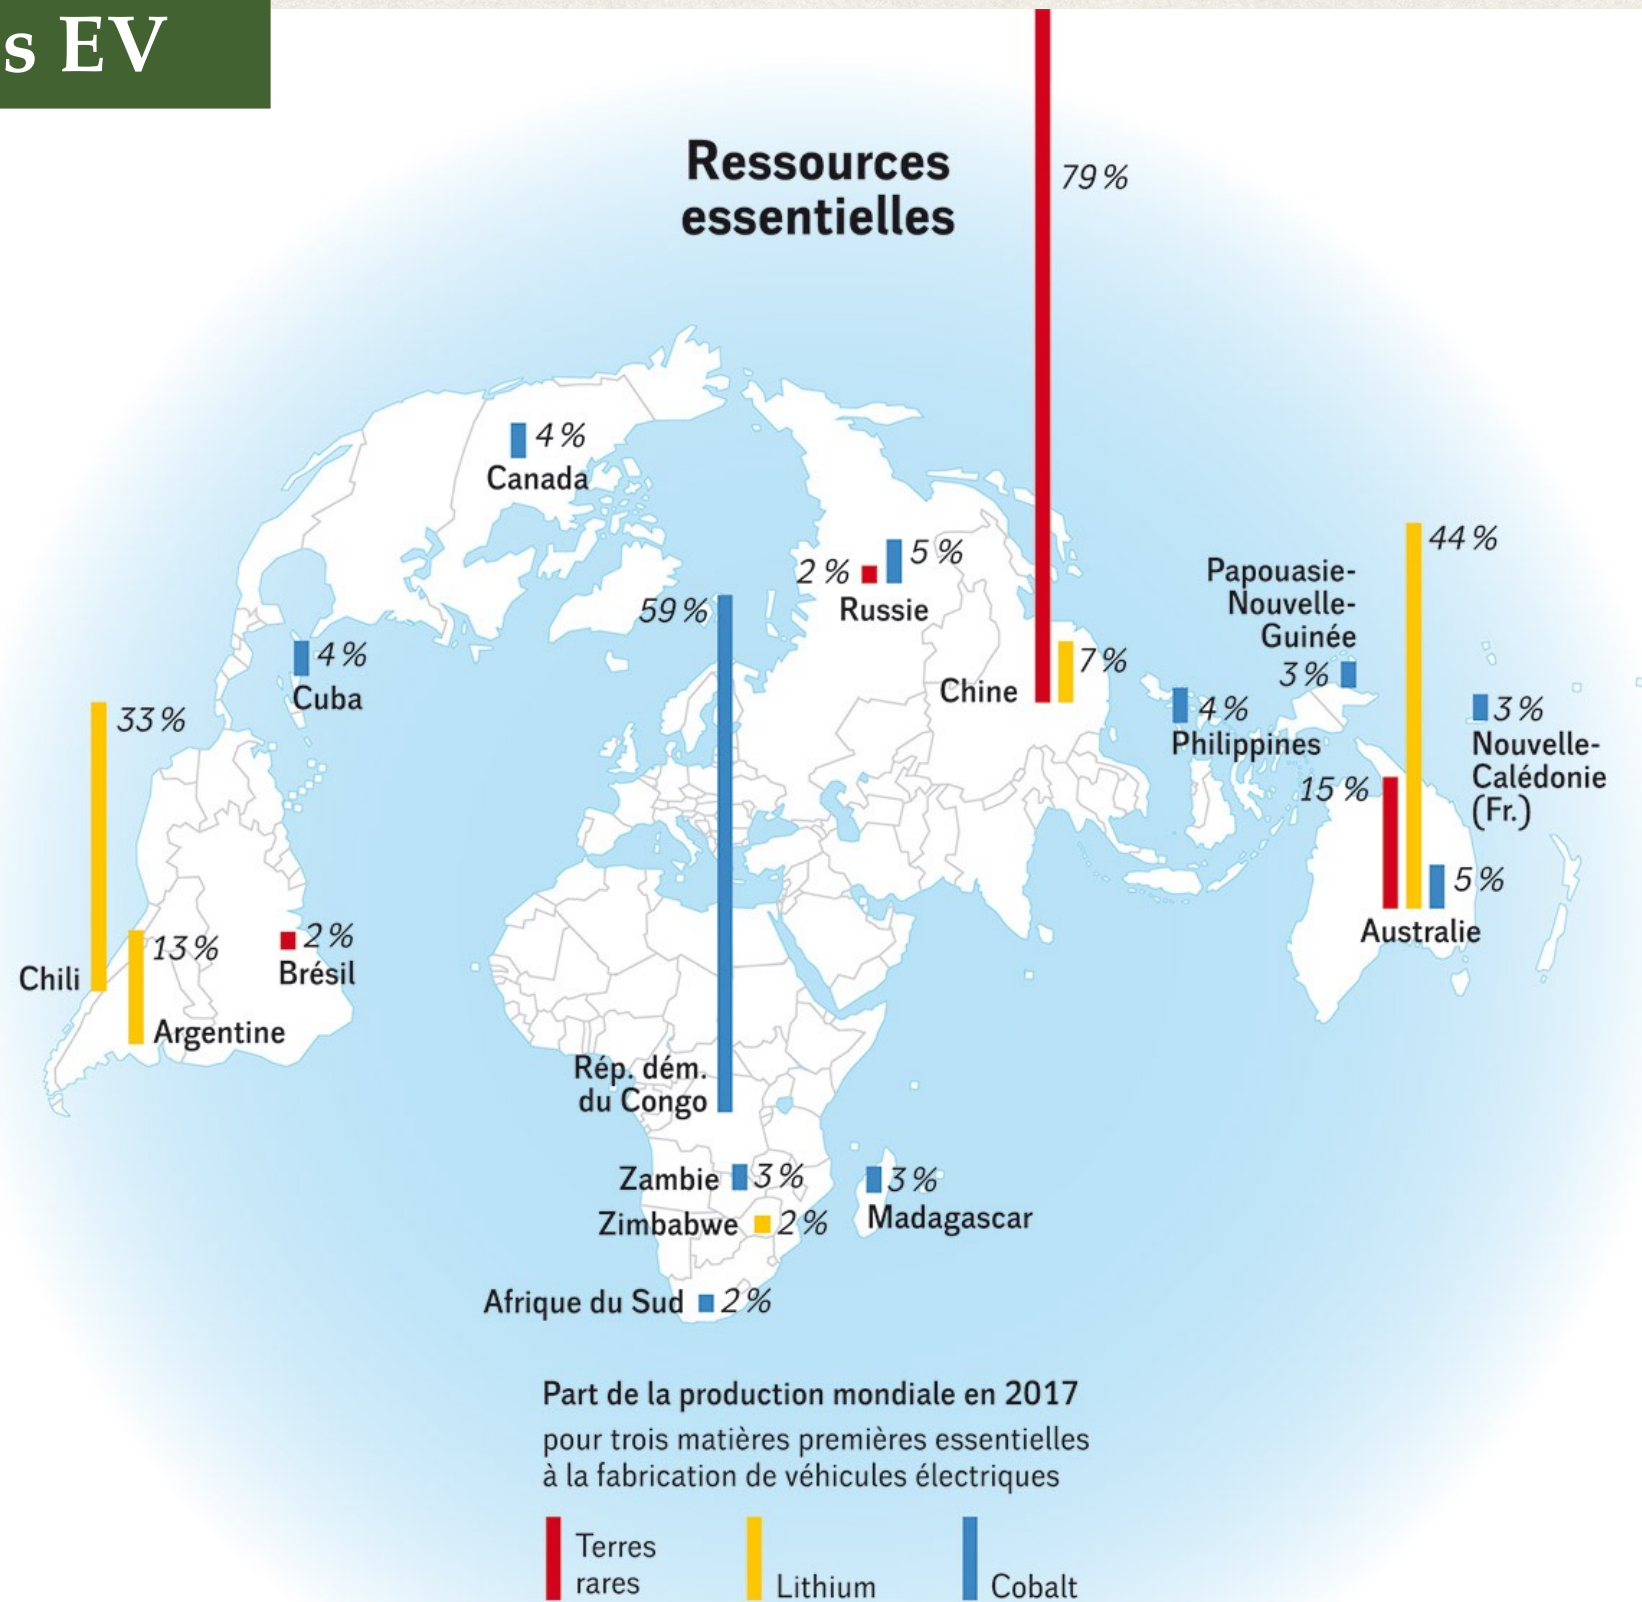 s EV
Ressources
essentielles
79 %
4 %
Canada
2 %
5 %
Russie
59 %
Rép. dém.
du Congo
4 %
Cuba
33 %
Chili
13 %
Argentine
2 %
Brésil
Chine
7 %
Papouasie-
Nouvelle-
Guinée
3 %
44 %
4 %
Philippines
3 %
Nouvelle-
Calédonie
(Fr.)
15 %
5 %
Australie
Zambie
3 %
3 %
Madagascar
Zimbabwe
2 %
Afrique du Sud
2 %
Part de la production mondiale en 2017
pour trois matières premières essentielles
à la fabrication de véhicules électriques
Terres
rares
Lithium
Cobalt